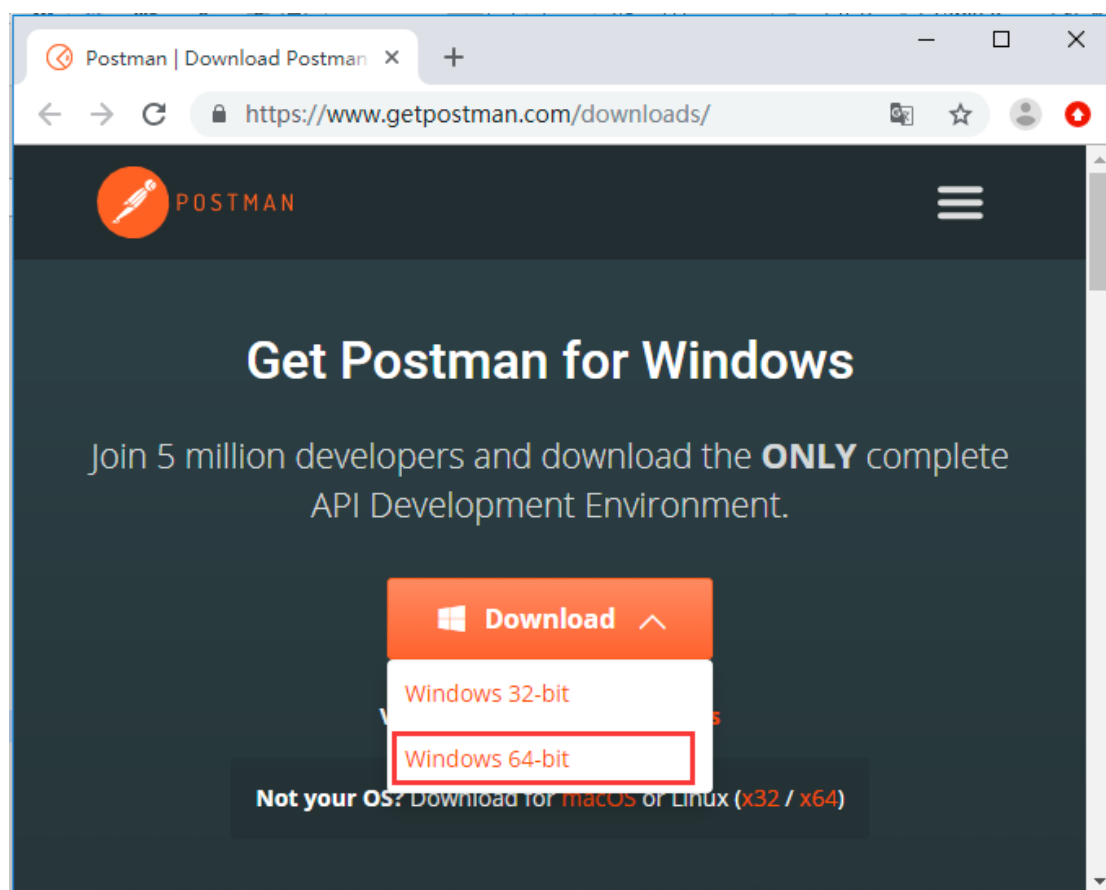 Postman | Download Postman
https://www.getpostman.com/downloads/
POSTMAN
Get Postman for Windows
Join 5 million developers and download the ONLY complete
API Development Environment.
Download
Windows 32-bit
Windows 64-bit
Not your OS? Download for macOS or Linux (x32 / x64)